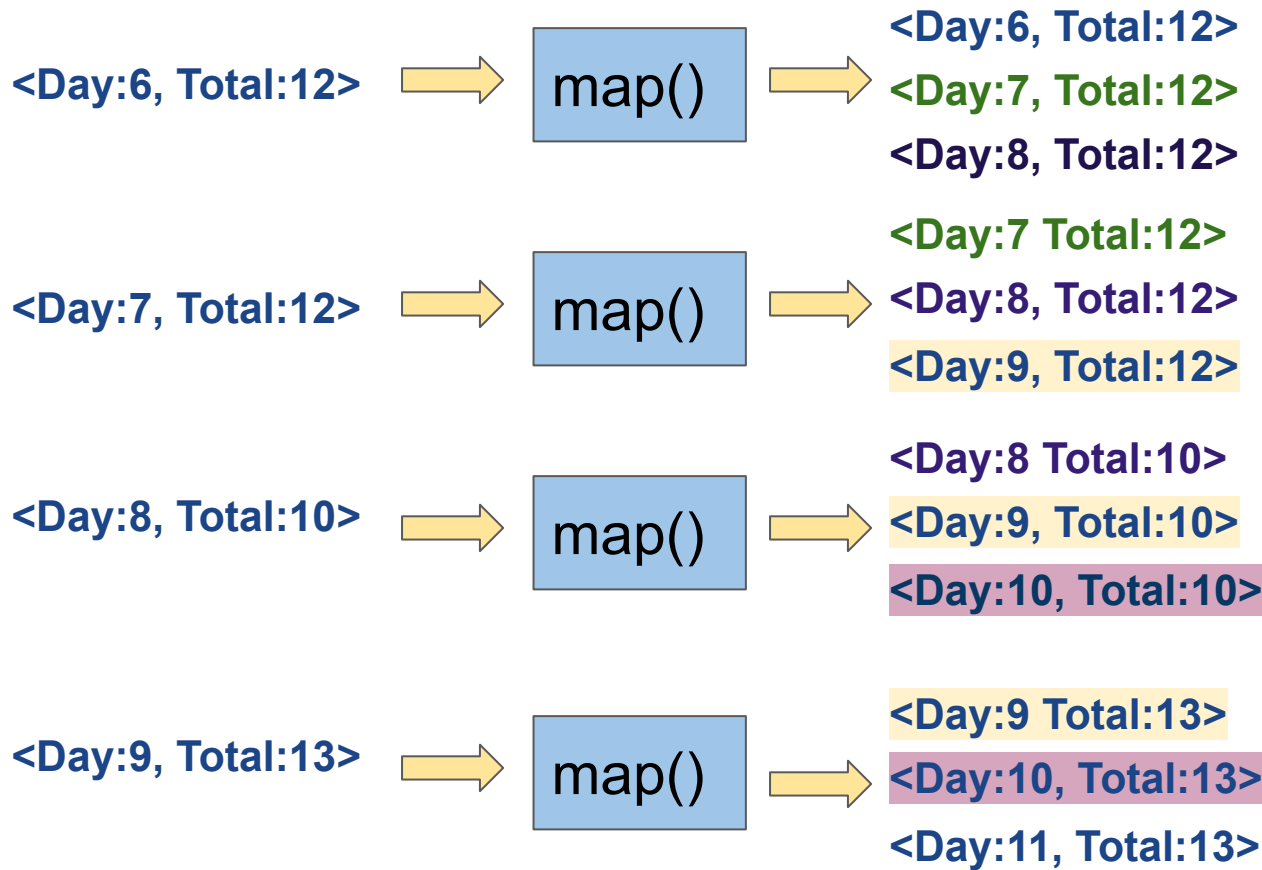 <Day:6, Total:12>
map()
<Day:6, Total:12>
<Day:7, Total:12>
<Day:8, Total:12>
<Day:7, Total:12>
map()
<Day:7 Total:12>
<Day:8, Total:12>
<Day:9, Total:12>
<Day:8, Total:10>
map()
<Day:8 Total:10>
<Day:9, Total:10>
<Day:10, Total:10>
<Day:9, Total:13>
map()
<Day:9 Total:13>
<Day:10, Total:13>
<Day:11, Total:13>